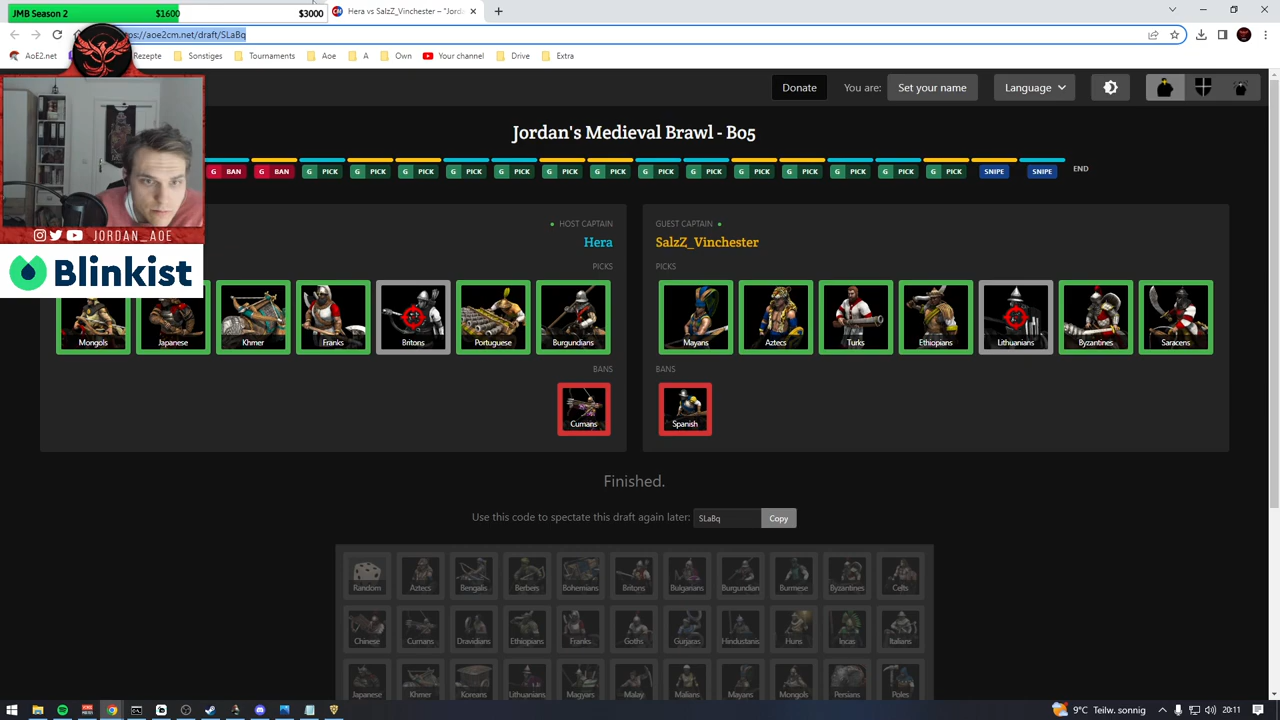 JMB Season 2 $1600 $3000
Hera vs SalzZ_Vinchester – "Jord
https://aoe2cm.net/draft/SLaBq
AoE2.net Rezepte Sonstiges Tournaments Aoe A Own Your channel Drive Extra
Donate You are: Set your name Language
Jordan's Medieval Brawl - Bo5
G BAN G BAN G PICK G PICK G PICK G PICK G PICK G PICK G PICK G PICK G PICK G PICK G PICK G PICK G PICK G PICK SNIPE SNIPE END
HOST CAPTAIN
Hera
PICKS
GUEST CAPTAIN
SalzZ_Vinchester
PICKS
JORDAN_AOE
Blinkist
Mongols Japanese Khmer Franks Britons Portuguese Burgundians
Mayans Aztecs Turks Ethiopians Lithuanians Byzantines Saracens
BANS
Cumans
BANS
Spanish
Finished.
Use this code to spectate this draft again later: SLaBq Copy
Random Aztecs Bengalis Berbers Bohemians Britons Bulgarians Burgundians Burmese Byzantines Celts
Chinese Cumans Dravidians Ethiopians Franks Goths Gurjaras Hindustanis Huns Incas Italians
Japanese Khmer Koreans Lithuanians Magyars Malay Malians Mayans Mongols Persians Poles
9°C Teilw. sonnig 20:11